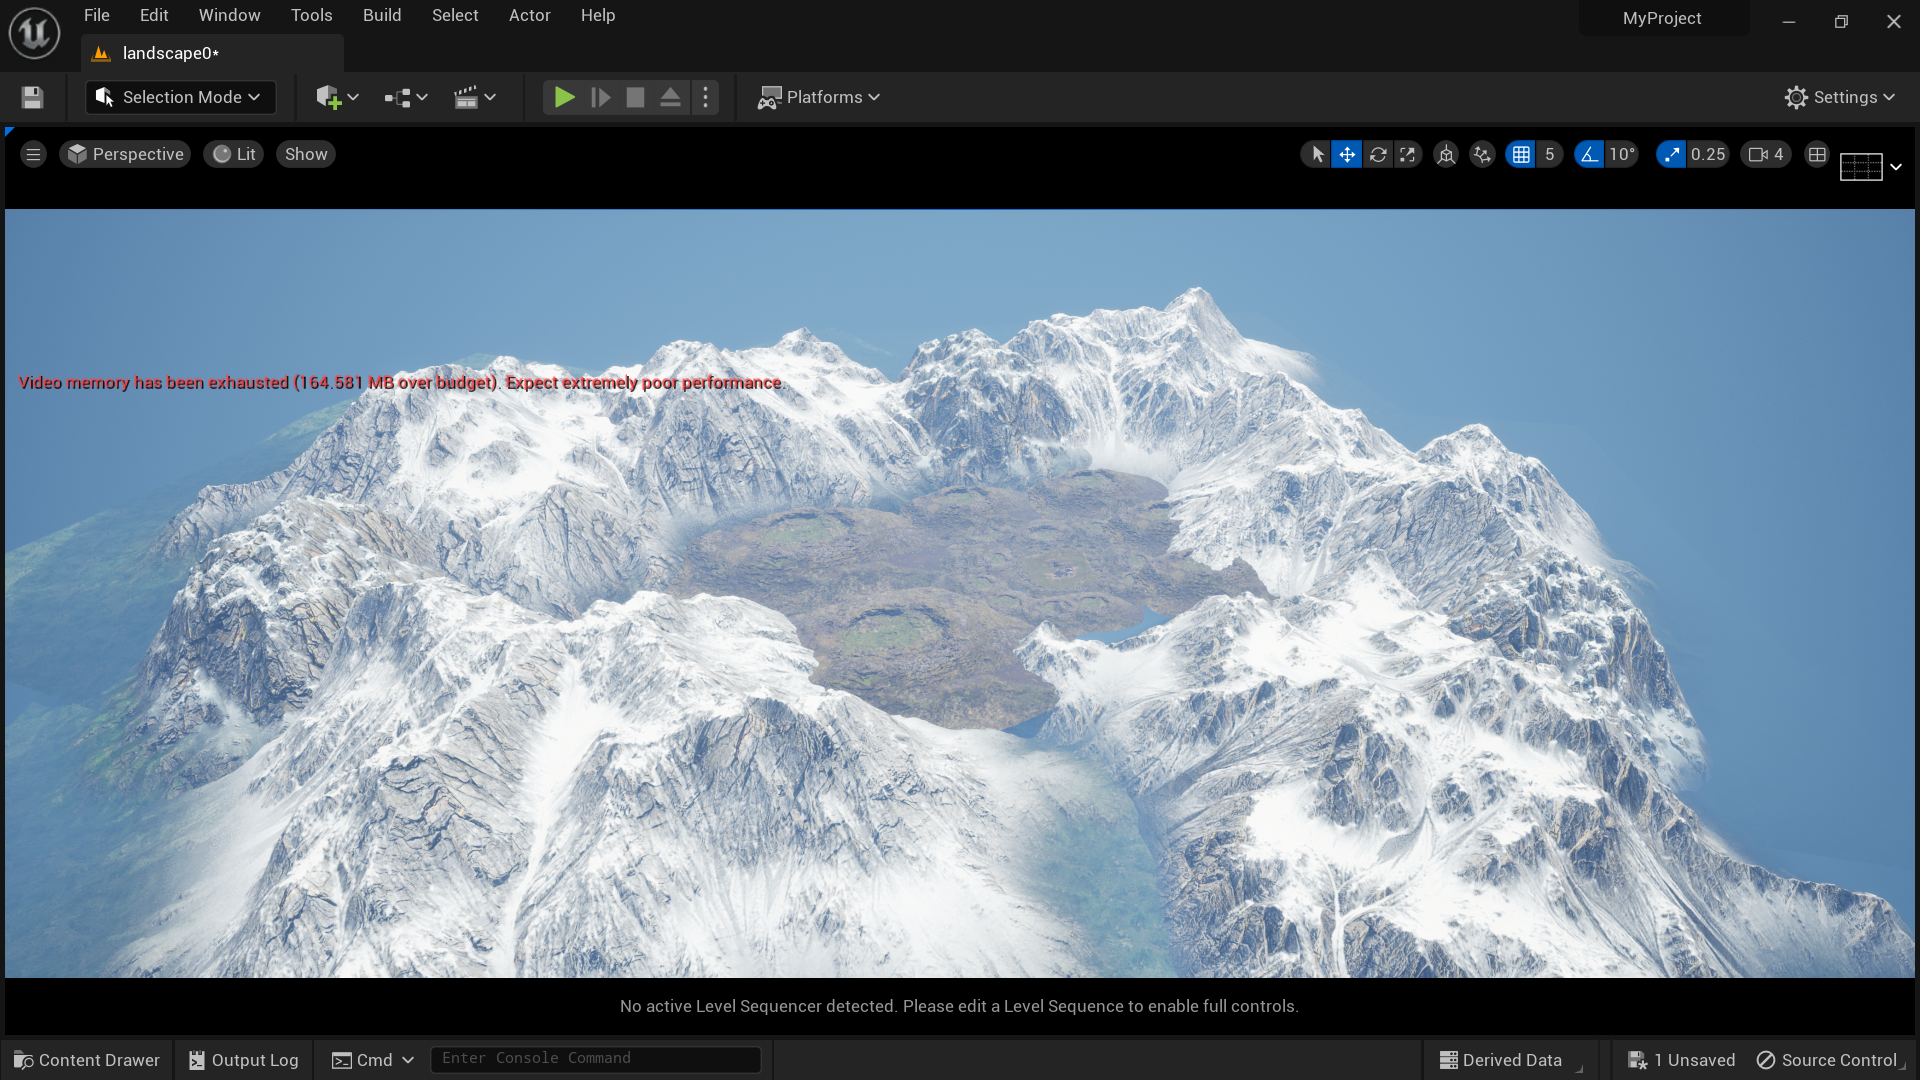 File Edit Window Tools Build Select Actor Help
MyProject
landscape0*
Selection Mode
Platforms
Settings
Perspective Lit Show
5 10° 0.25 4
Video memory has been exhausted (164.581 MB over budget). Expect extremely poor performance.
No active Level Sequencer detected. Please edit a Level Sequence to enable full controls.
Content Drawer Output Log Cmd Enter Console Command Derived Data 1 Unsaved Source Control